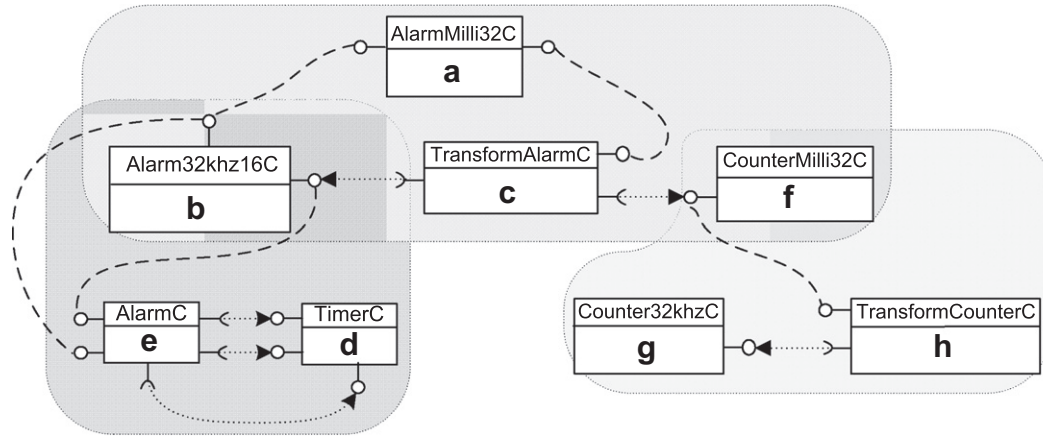 AlarmMilli32C
a
Alarm32khz16C
b
TransformAlarmC
c
CounterMilli32C
f
AlarmC
e
TimerC
d
Counter32khzC
g
TransformCounterC
h